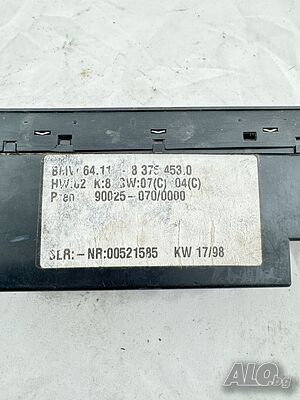 BMW 64.11 - 8 375 453.0
HW:02 K:8 SW:07(C) 04(C)
90025-070/0000
SER:-NR:00521585 KW 17/98
ALO.bg